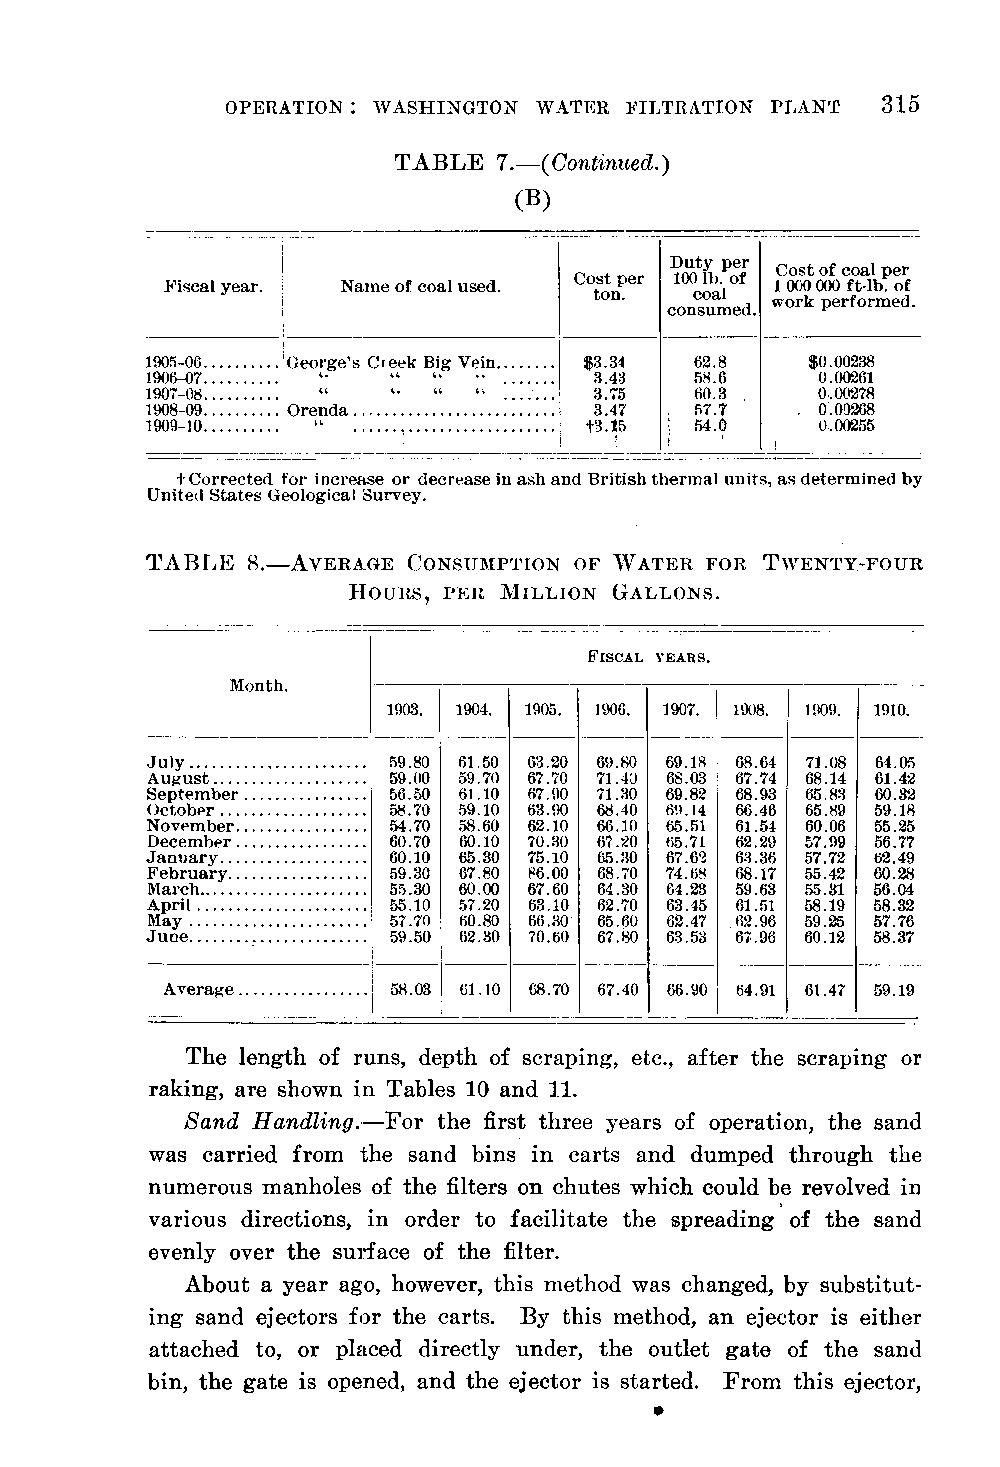 OPERATION: WASHINGTON WATER FILTRATION PLANT 315
TABLE 7.—(Continued.)
(B)
Fiscal year. Name of coal used. Cost per ton. Duty per 100 lb. of coal consumed. Cost of coal per 1 000 000 ft-lb. of work performed.
1905-06.......... George's Creek Big Vein........ $3.34 62.8 $0.00238
1906-07.......... " " " " ....... 3.43 58.6 0.00261
1907-08.......... " " " " ....... 3.75 60.3 0.00278
1908-09.......... Orenda.......................... 3.47 57.7 0.00268
1909-10.......... " .......................... †3.15 54.0 0.00255
† Corrected for increase or decrease in ash and British thermal units, as determined by
United States Geological Survey.
TABLE 8.—Average Consumption of Water for Twenty-four
Hours, per Million Gallons.
Month. Fiscal years.
1903. 1904. 1905. 1906. 1907. 1908. 1909. 1910.
July....................... 59.80 61.50 63.20 69.80 69.18 68.64 71.08 64.05
August.................... 59.00 59.70 67.70 71.40 68.03 67.74 68.14 61.42
September................ 56.50 61.10 67.90 71.30 69.82 68.93 65.83 60.32
October................... 58.70 59.10 63.90 68.40 69.14 66.46 65.89 59.18
November................. 54.70 58.60 62.10 66.10 65.51 61.54 60.06 55.25
December................. 60.70 60.10 70.30 67.20 65.71 62.29 57.99 56.77
January................... 60.10 65.30 75.10 65.30 67.62 63.36 57.72 62.49
February.................. 59.30 67.80 86.00 68.70 74.68 68.17 55.42 60.28
March..................... 55.30 60.00 67.60 64.30 64.23 59.63 55.31 56.04
April...................... 55.10 57.20 63.10 62.70 63.45 61.51 58.19 58.32
May....................... 57.70 60.80 66.30 65.60 62.47 62.96 59.25 57.76
June....................... 59.50 62.30 70.60 67.80 63.53 67.96 60.12 58.37
Average................. 58.03 61.10 68.70 67.40 66.90 64.91 61.47 59.19
The length of runs, depth of scraping, etc., after the scraping or
raking, are shown in Tables 10 and 11.
Sand Handling.—For the first three years of operation, the sand
was carried from the sand bins in carts and dumped through the
numerous manholes of the filters on chutes which could be revolved in
various directions, in order to facilitate the spreading of the sand
evenly over the surface of the filter.
About a year ago, however, this method was changed, by substitut-
ing sand ejectors for the carts. By this method, an ejector is either
attached to, or placed directly under, the outlet gate of the sand
bin, the gate is opened, and the ejector is started. From this ejector,